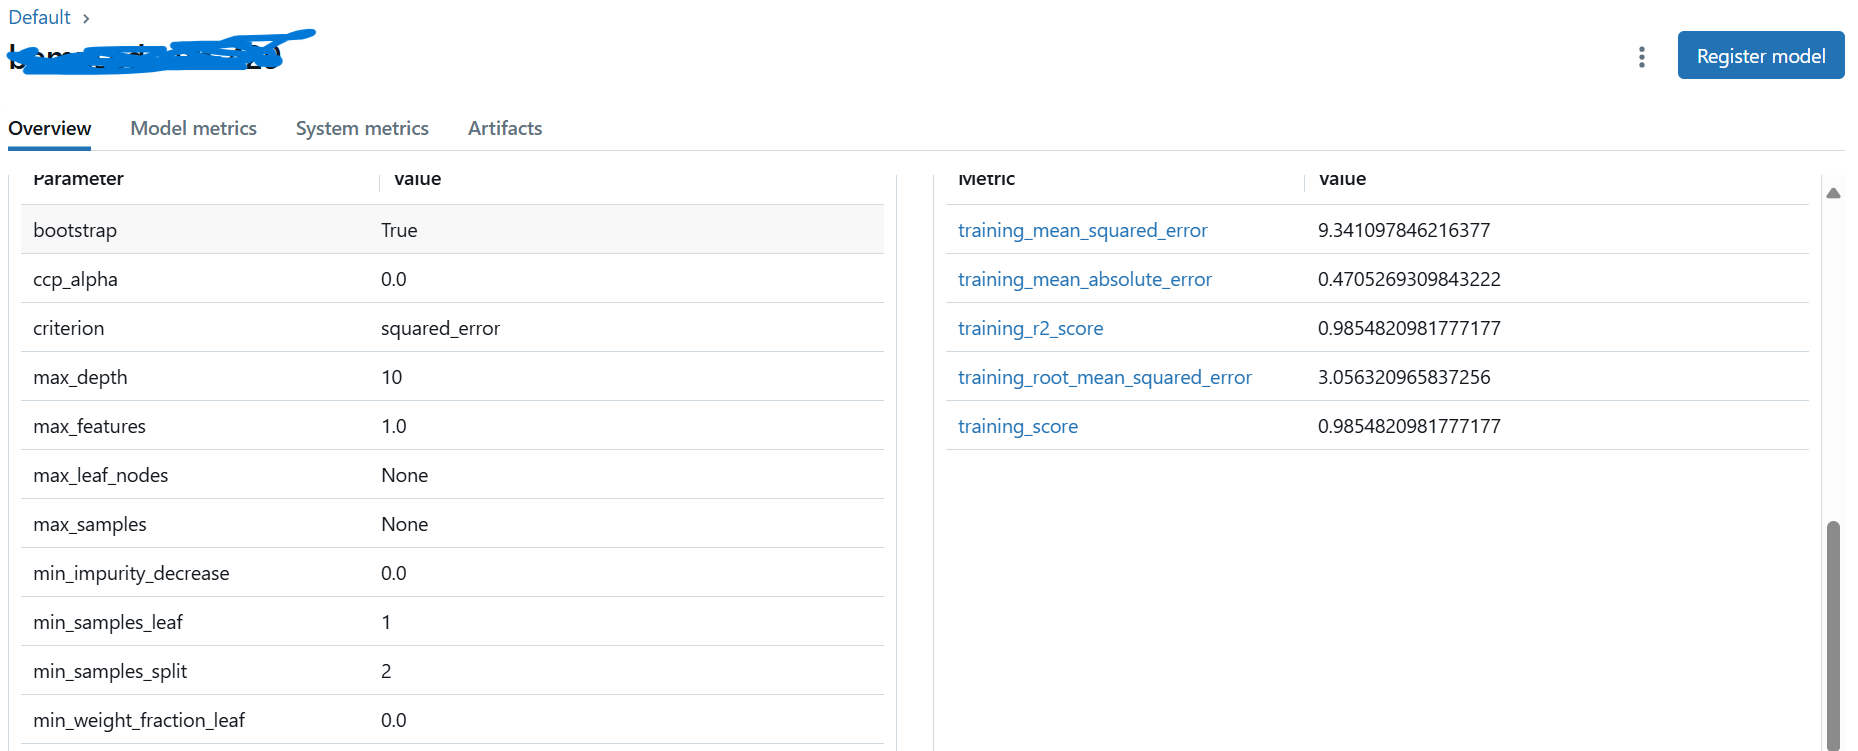 Default >
Register model
Overview Model metrics System metrics Artifacts
Parameter Value
bootstrap True
ccp_alpha 0.0
criterion squared_error
max_depth 10
max_features 1.0
max_leaf_nodes None
max_samples None
min_impurity_decrease 0.0
min_samples_leaf 1
min_samples_split 2
min_weight_fraction_leaf 0.0
Metric Value
training_mean_squared_error 9.341097846216377
training_mean_absolute_error 0.4705269309843222
training_r2_score 0.9854820981777177
training_root_mean_squared_error 3.056320965837256
training_score 0.9854820981777177